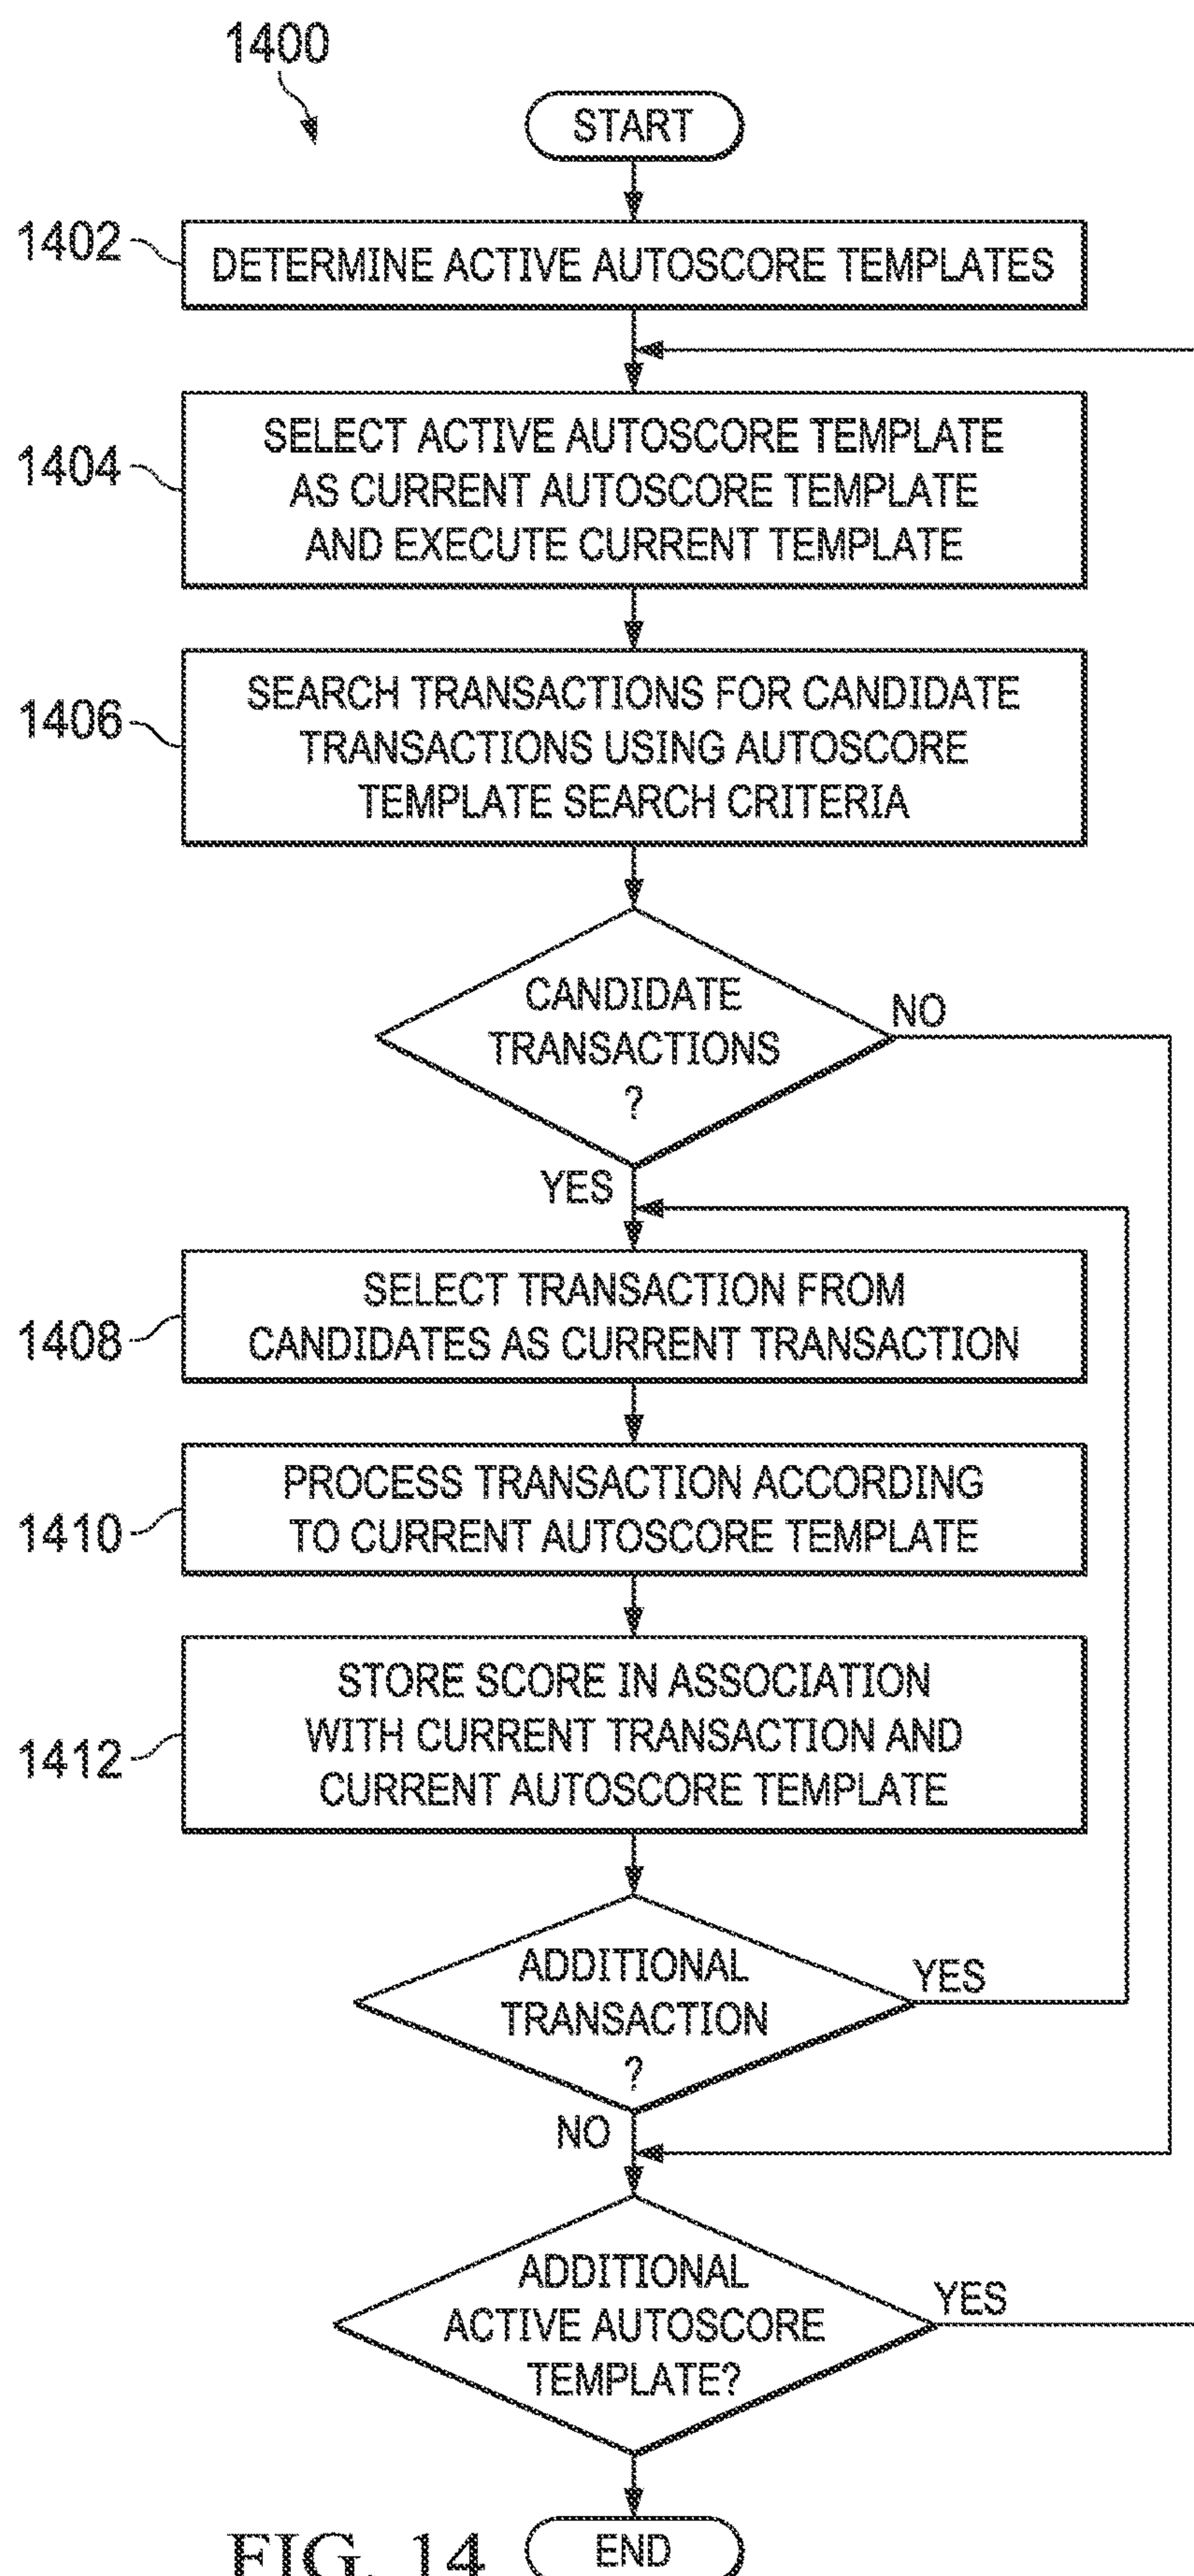 1400
START
1402
DETERMINE ACTIVE AUTOSCORE TEMPLATES
1404
SELECT ACTIVE AUTOSCORE TEMPLATE
AS CURRENT AUTOSCORE TEMPLATE
AND EXECUTE CURRENT TEMPLATE
1406
SEARCH TRANSACTIONS FOR CANDIDATE
TRANSACTIONS USING AUTOSCORE
TEMPLATE SEARCH CRITERIA
CANDIDATE
TRANSACTIONS
?
NO
YES
1408
SELECT TRANSACTION FROM
CANDIDATES AS CURRENT TRANSACTION
1410
PROCESS TRANSACTION ACCORDING
TO CURRENT AUTOSCORE TEMPLATE
1412
STORE SCORE IN ASSOCIATION
WITH CURRENT TRANSACTION AND
CURRENT AUTOSCORE TEMPLATE
ADDITIONAL
TRANSACTION
?
YES
NO
ADDITIONAL
ACTIVE AUTOSCORE
TEMPLATE?
YES
END
FIG. 14